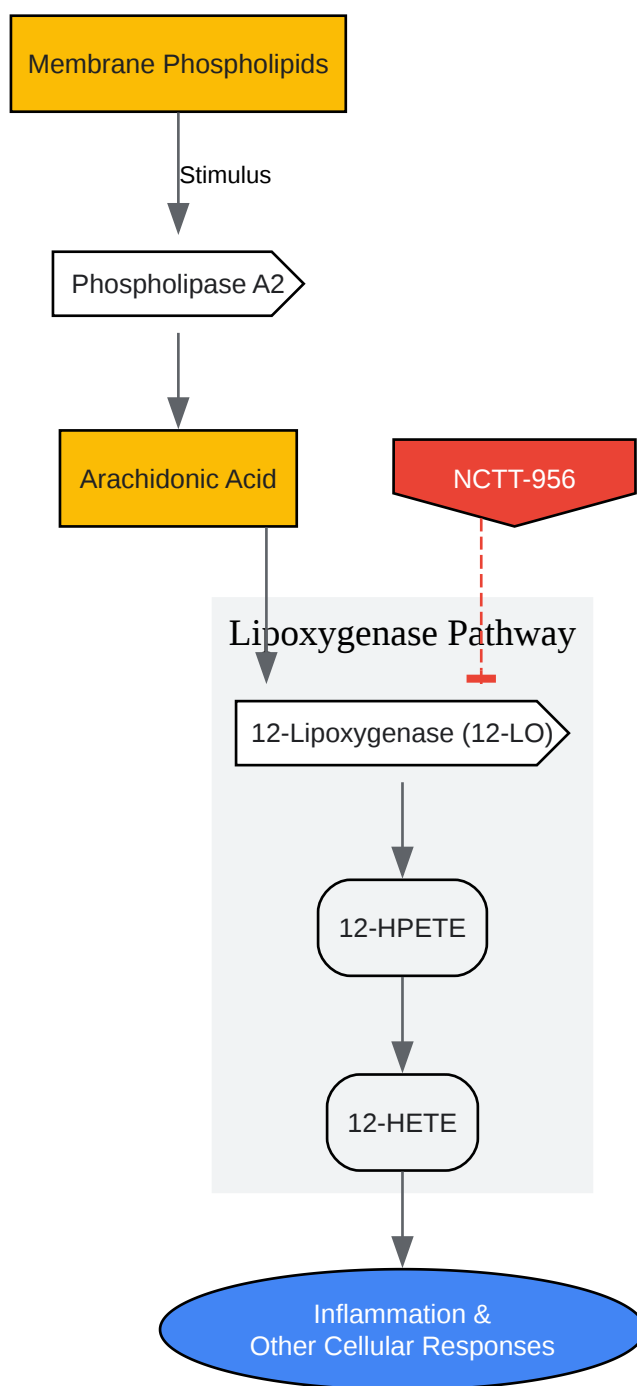 Membrane Phospholipids
Stimulus
Phospholipase A2
Arachidonic Acid
NCTT-956
Lipoxygenase Pathway
12-Lipoxygenase (12-LO)
12-HPETE
12-HETE
Inflammation &
Other Cellular Responses